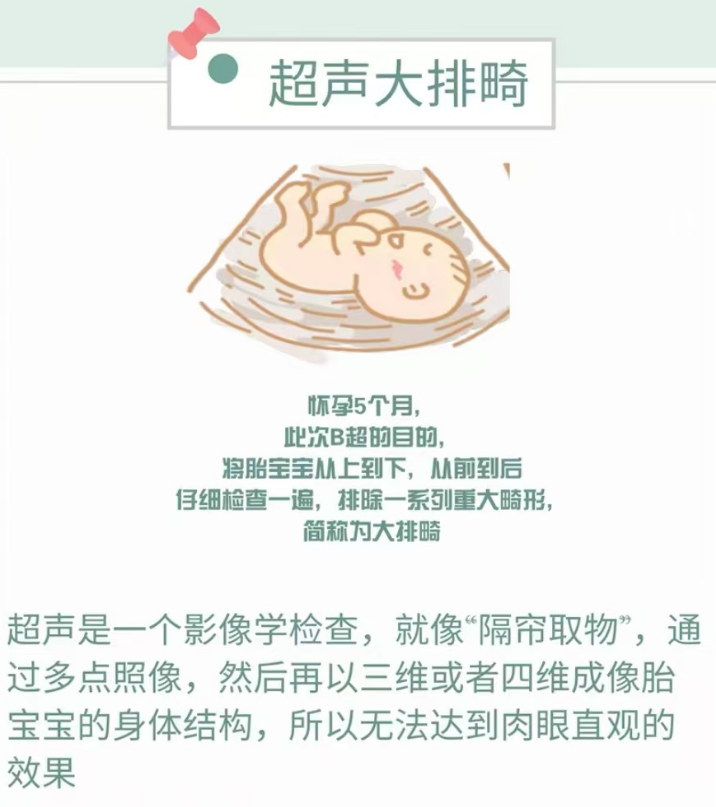 超声大排畸
怀孕5个月，
此次B超的目的，
将胎宝宝从上到下，从前到后
仔细检查一遍，排除一系列重大畸形，
简称为大排畸
超声是一个影像学检查，就像“隔帘取物”，通
过多点照像，然后再以三维或者四维成像胎
宝宝的身体结构，所以无法达到肉眼直观的
效果